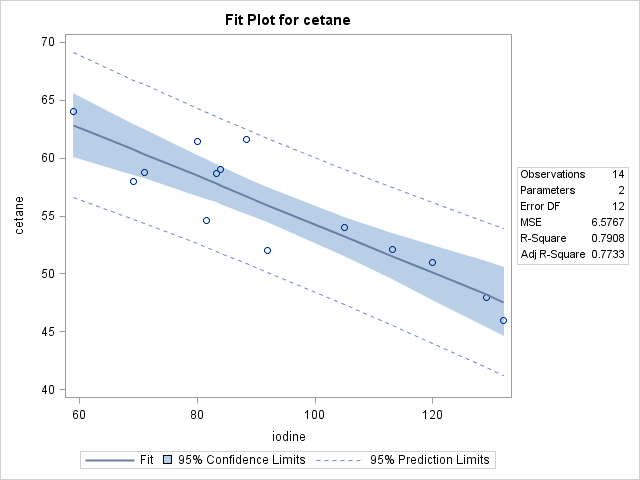 Fit Plot for cetane
70
65
60
55
50
45
40
cetane
60 80 100 120
iodine
Observations 14
Parameters 2
Error DF 12
MSE 6.5767
R-Square 0.7908
Adj R-Square 0.7733
Fit 95% Confidence Limits 95% Prediction Limits